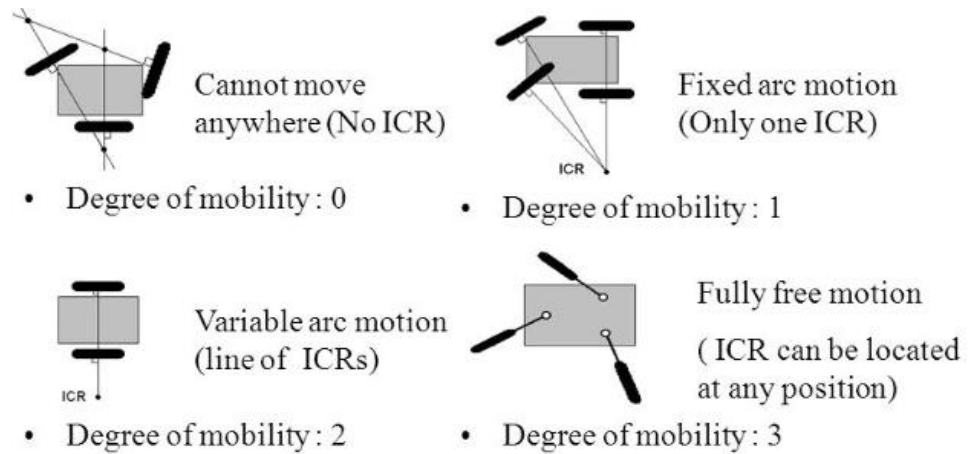 Cannot move
anywhere (No ICR)
• Degree of mobility : 0
Fixed arc motion
(Only one ICR)
ICR
• Degree of mobility : 1
Variable arc motion
(line of ICRs)
ICR
• Degree of mobility : 2
Fully free motion
( ICR can be located
at any position)
• Degree of mobility : 3